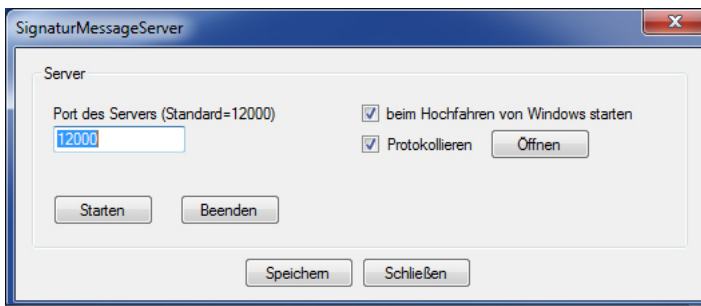 SignaturMessageServer
Server
Port des Servers (Standard=12000)
12000
beim Hochfahren von Windows starten
Protokollieren
Öffnen
Starten
Beenden
Speichern
Schließen